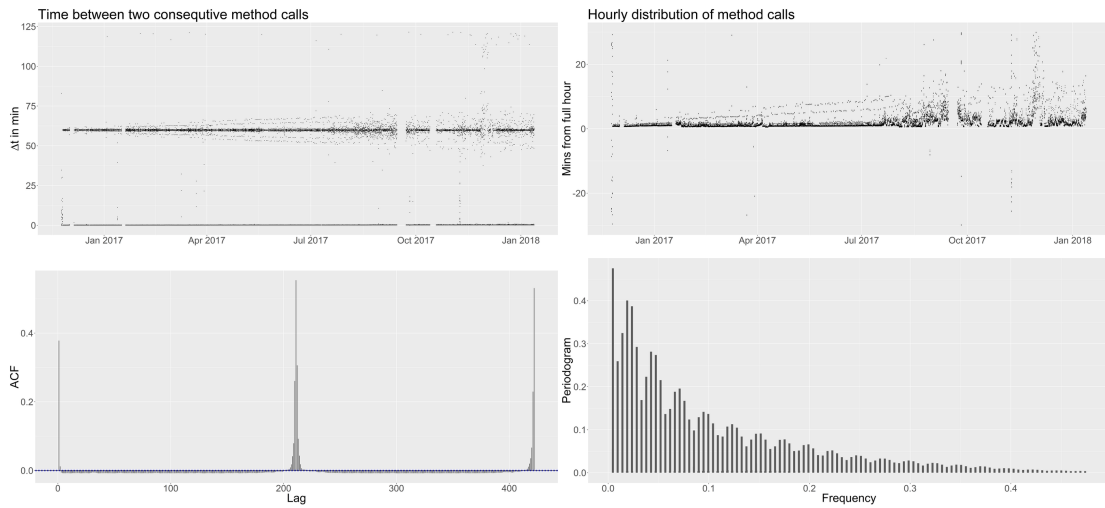 Time between two consequtive method calls
125
100
75
50
25
0
Δt in min
Jan 2017
Apr 2017
Jul 2017
Oct 2017
Jan 2018
Hourly distribution of method calls
20
0
-20
Mins from full hour
Jan 2017
Apr 2017
Jul 2017
Oct 2017
Jan 2018
0.4
0.2
0.0
ACF
0
100
200
300
400
Lag
0.4
0.3
0.2
0.1
0.0
Periodogram
0.0
0.1
0.2
0.3
0.4
Frequency